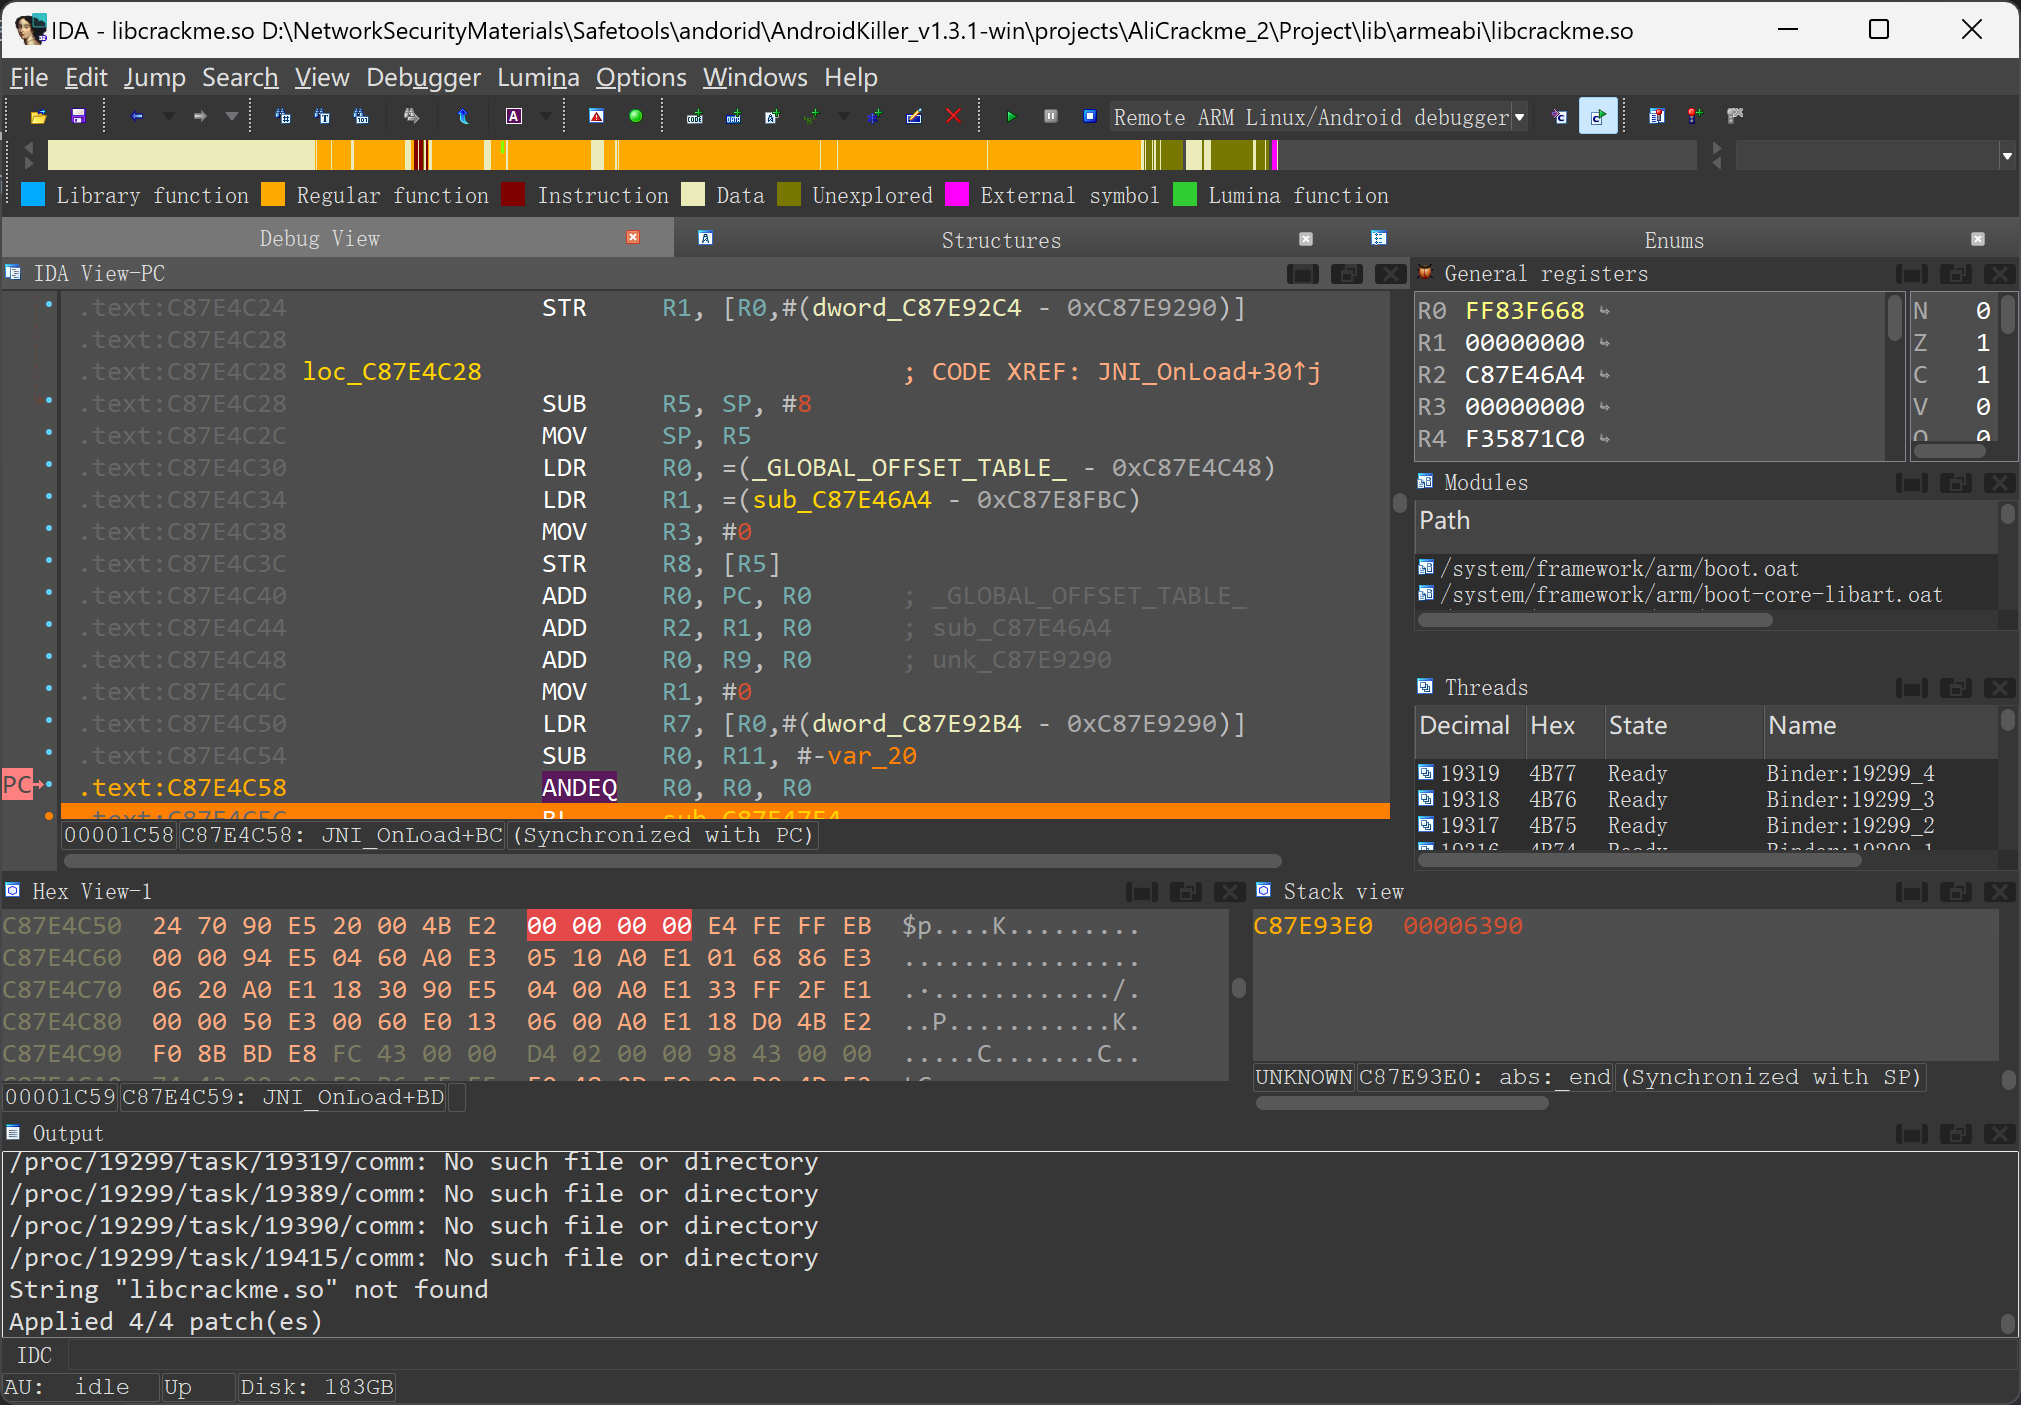 IDA - libcrackme.so D:\NetworkSecurityMaterials\Safetools\andorid\AndroidKiller_v1.3.1-win\projects\AliCrackme_2\Project\lib\armeabi\libcrackme.so
File Edit Jump Search View Debugger Lumina Options Windows Help
Remote ARM Linux/Android debugger
Library function Regular function Instruction Data Unexplored External symbol Lumina function
Debug View Structures Enums
IDA View-PC
.text:C87E4C24 STR R1, [R0,#(dword_C87E92C4 - 0xC87E9290)]
.text:C87E4C28
.text:C87E4C28 loc_C87E4C28 ; CODE XREF: JNI_OnLoad+30↑j
.text:C87E4C28 SUB R5, SP, #8
.text:C87E4C2C MOV SP, R5
.text:C87E4C30 LDR R0, =(_GLOBAL_OFFSET_TABLE_ - 0xC87E4C48)
.text:C87E4C34 LDR R1, =(sub_C87E46A4 - 0xC87E8FBC)
.text:C87E4C38 MOV R3, #0
.text:C87E4C3C STR R8, [R5]
.text:C87E4C40 ADD R0, PC, R0 ; _GLOBAL_OFFSET_TABLE_
.text:C87E4C44 ADD R2, R1, R0 ; sub_C87E46A4
.text:C87E4C48 ADD R0, R9, R0 ; unk_C87E9290
.text:C87E4C4C MOV R1, #0
.text:C87E4C50 LDR R7, [R0,#(dword_C87E92B4 - 0xC87E9290)]
.text:C87E4C54 SUB R0, R11, #-var_20
PC .text:C87E4C58 ANDEQ R0, R0, R0
.text:C87E4C5C BL sub_C87E47F4
00001C58 C87E4C58: JNI_OnLoad+BC (Synchronized with PC)
General registers
R0 FF83F668
R1 00000000
R2 C87E46A4
R3 00000000
R4 F35871C0
N 0
Z 1
C 1
V 0
Q 0
Modules
Path
/system/framework/arm/boot.oat
/system/framework/arm/boot-core-libart.oat
Threads
Decimal Hex State Name
19319 4B77 Ready Binder:19299_4
19318 4B76 Ready Binder:19299_3
19317 4B75 Ready Binder:19299_2
19316 4B74 Ready Binder:19299_1
Hex View-1
C87E4C50 24 70 90 E5 20 00 4B E2 00 00 00 00 E4 FE FF EB $p....K.........
C87E4C60 00 00 94 E5 04 60 A0 E3 05 10 A0 E1 01 68 86 E3 ................
C87E4C70 06 20 A0 E1 18 30 90 E5 04 00 A0 E1 33 FF 2F E1 .·............/.
C87E4C80 00 00 50 E3 00 60 E0 13 06 00 A0 E1 18 D0 4B E2 ..P...........K.
C87E4C90 F0 8B BD E8 FC 43 00 00 D4 02 00 00 98 43 00 00 .....C.......C..
00001C59 C87E4C59: JNI_OnLoad+BD
Stack view
C87E93E0 00006390
UNKNOWN C87E93E0: abs:_end (Synchronized with SP)
Output
/proc/19299/task/19319/comm: No such file or directory
/proc/19299/task/19389/comm: No such file or directory
/proc/19299/task/19390/comm: No such file or directory
/proc/19299/task/19415/comm: No such file or directory
String "libcrackme.so" not found
Applied 4/4 patch(es)
IDC
AU: idle Up Disk: 183GB